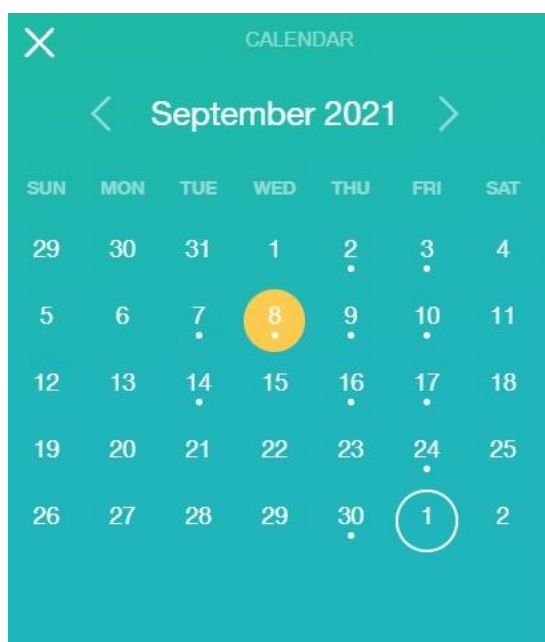 CALENDAR
September 2021
SUN MON TUE WED THU FRI SAT
29 30 31 1 2 3 4
5 6 7 8 9 10 11
12 13 14 15 16 17 18
19 20 21 22 23 24 25
26 27 28 29 30 1 2